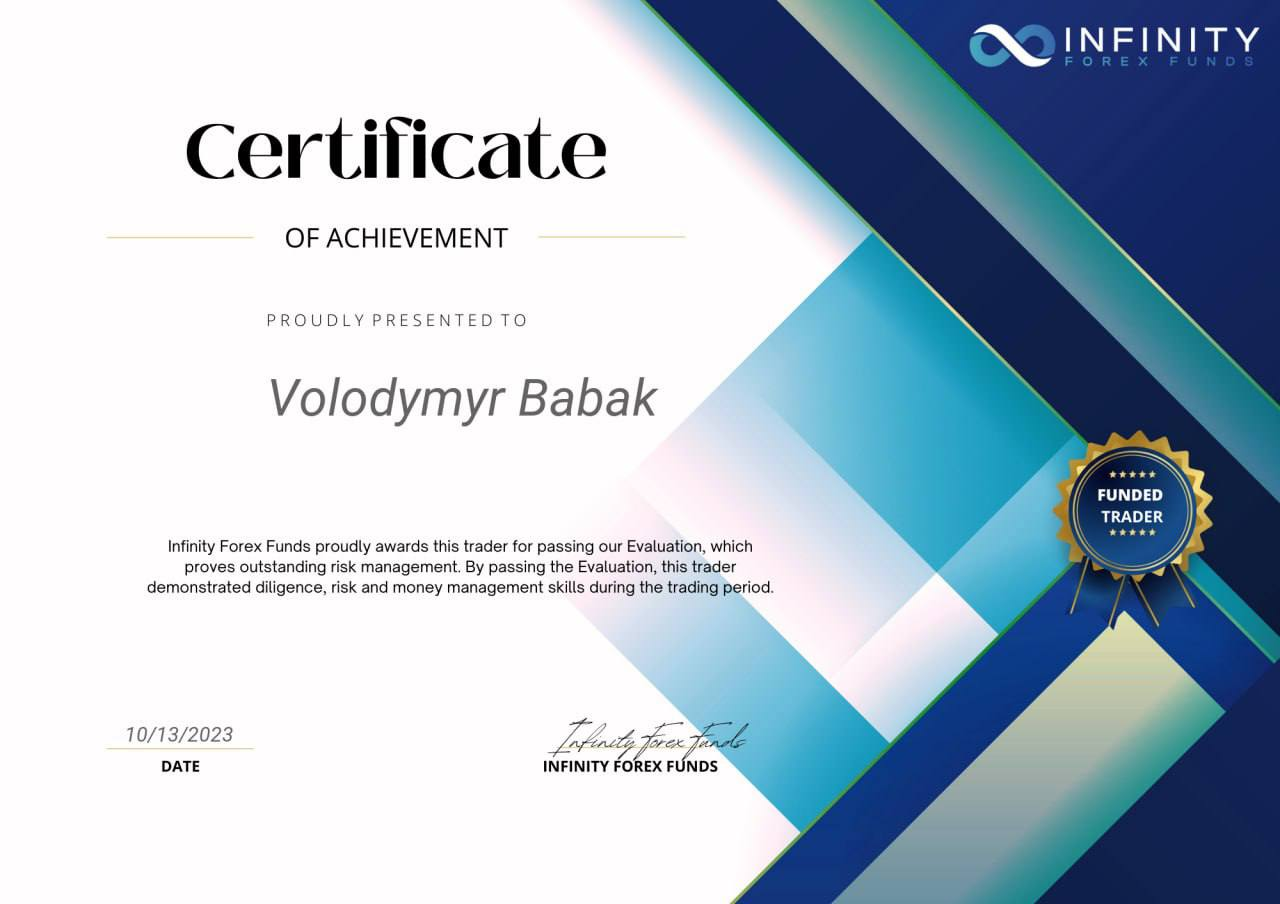 INFINITY
FOREX FUNDS
Certificate
OF ACHIEVEMENT
PROUDLY PRESENTED TO
Volodymyr Babak
FUNDED
TRADER
Infinity Forex Funds proudly awards this trader for passing our Evaluation, which
proves outstanding risk management. By passing the Evaluation, this trader
demonstrated diligence, risk and money management skills during the trading period.
10/13/2023
DATE
Infinity Forex Funds
INFINITY FOREX FUNDS